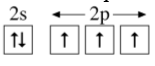 2s ← 2p →
↑↓ ↑ ↑ ↑